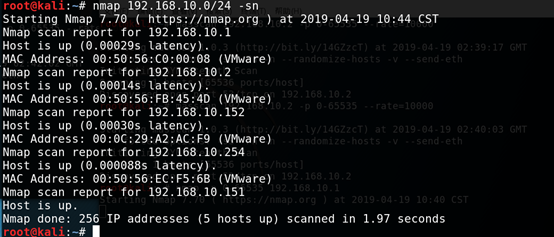 root@kali:~# nmap 192.168.10.0/24 -sn
Starting Nmap 7.70 ( https://nmap.org ) at 2019-04-19 10:44 CST
Nmap scan report for 192.168.10.1
Host is up (0.00029s latency).
MAC Address: 00:50:56:C0:00:08 (VMware)
Nmap scan report for 192.168.10.2
Host is up (0.00014s latency).
MAC Address: 00:50:56:FB:45:4D (VMware)
Nmap scan report for 192.168.10.152
Host is up (0.00030s latency).
MAC Address: 00:0C:29:A2:AC:F9 (VMware)
Nmap scan report for 192.168.10.254
Host is up (0.000088s latency).
MAC Address: 00:50:56:EC:F5:6B (VMware)
Nmap scan report for 192.168.10.151
Host is up.
Nmap done: 256 IP addresses (5 hosts up) scanned in 1.97 seconds
root@kali:~#